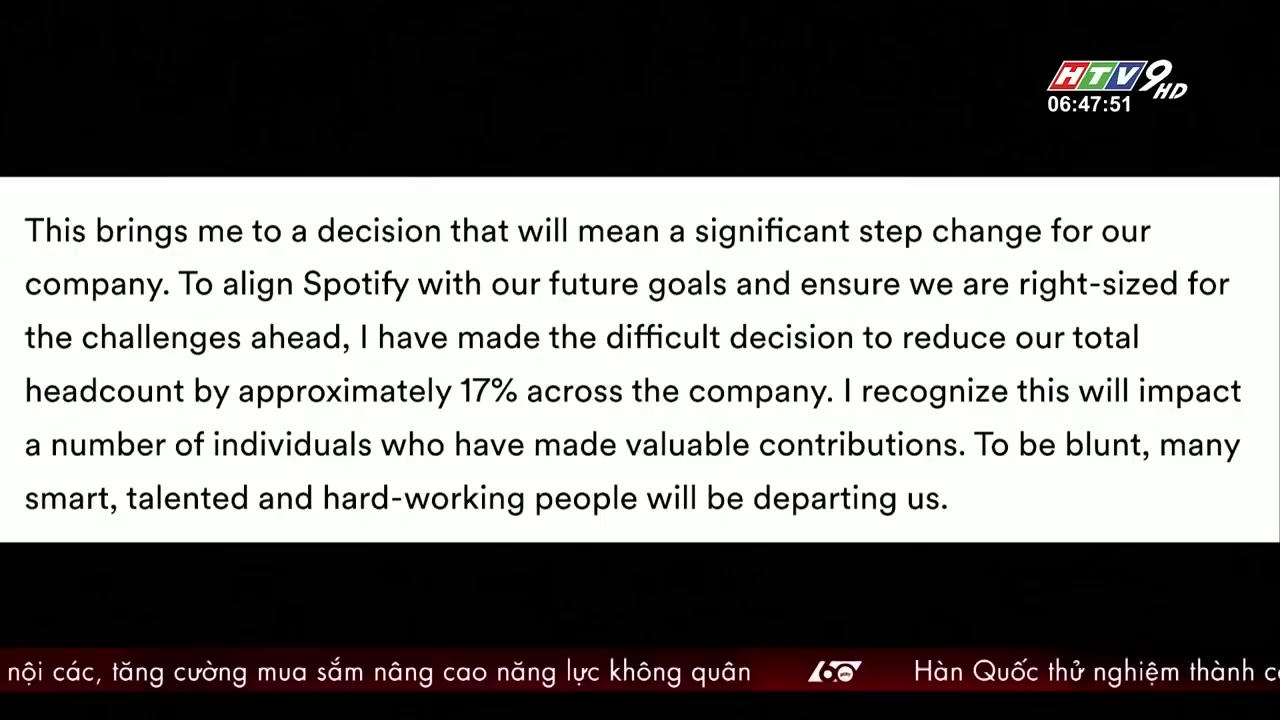 HTV9 HD
06:47:51
This brings me to a decision that will mean a significant step change for our
company. To align Spotify with our future goals and ensure we are right-sized for
the challenges ahead, I have made the difficult decision to reduce our total
headcount by approximately 17% across the company. I recognize this will impact
a number of individuals who have made valuable contributions. To be blunt, many
smart, talented and hard-working people will be departing us.
nội các, tăng cường mua sắm nâng cao năng lực không quân 60 giây Hàn Quốc thử nghiệm thành c